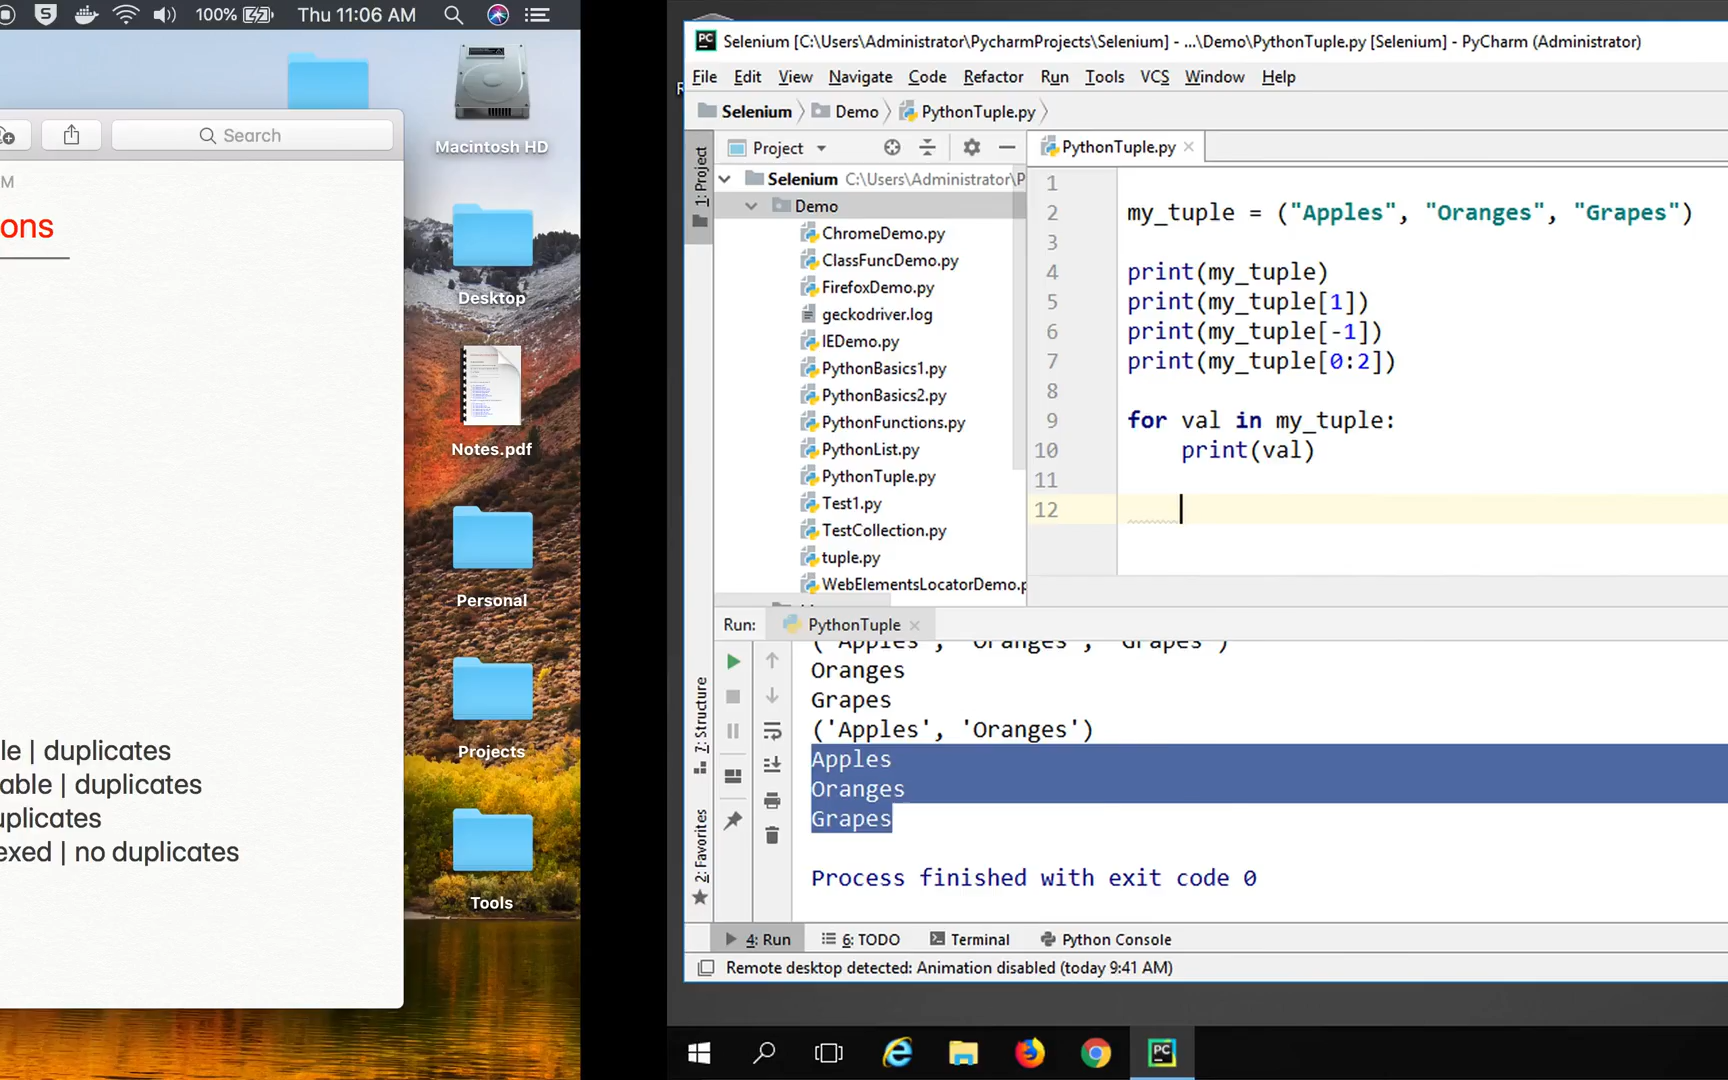 100% Thu 11:06 AM
Search
M
ons
le | duplicates
able | duplicates
uplicates
exed | no duplicates
Macintosh HD
Desktop
Notes.pdf
Personal
Projects
Tools
Selenium [C:\Users\Administrator\PycharmProjects\Selenium] - ...\Demo\PythonTuple.py [Selenium] - PyCharm (Administrator)
File Edit View Navigate Code Refactor Run Tools VCS Window Help
Selenium Demo PythonTuple.py
1: Project
Project
Selenium C:\Users\Administrator\P
Demo
ChromeDemo.py
ClassFuncDemo.py
FirefoxDemo.py
geckodriver.log
IEDemo.py
PythonBasics1.py
PythonBasics2.py
PythonFunctions.py
PythonList.py
PythonTuple.py
Test1.py
TestCollection.py
tuple.py
WebElementsLocatorDemo.p
PythonTuple.py
1
2 my_tuple = ("Apples", "Oranges", "Grapes")
3
4 print(my_tuple)
5 print(my_tuple[1])
6 print(my_tuple[-1])
7 print(my_tuple[0:2])
8
9 for val in my_tuple:
10 print(val)
11
12
Run: PythonTuple
('Apples', 'Oranges', 'Grapes')
Oranges
Grapes
('Apples', 'Oranges')
Apples
Oranges
Grapes
Process finished with exit code 0
7: Structure
2: Favorites
4: Run 6: TODO Terminal Python Console
Remote desktop detected: Animation disabled (today 9:41 AM)